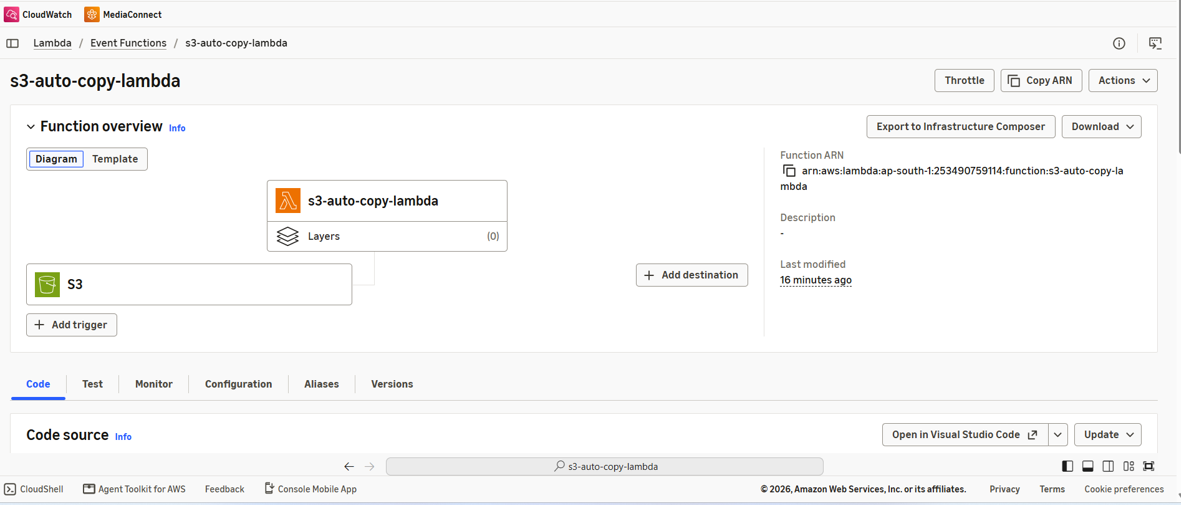 CloudWatch MediaConnect
Lambda / Event Functions / s3-auto-copy-lambda
s3-auto-copy-lambda
Throttle Copy ARN Actions
Function overview Info
Export to Infrastructure Composer Download
Diagram Template
s3-auto-copy-lambda
Layers (0)
S3
Add trigger
Add destination
Function ARN
arn:aws:lambda:ap-south-1:253490759114:function:s3-auto-copy-la
mbda
Description
-
Last modified
16 minutes ago
Code Test Monitor Configuration Aliases Versions
Code source Info
Open in Visual Studio Code Update
s3-auto-copy-lambda
CloudShell Agent Toolkit for AWS Feedback Console Mobile App
© 2026, Amazon Web Services, Inc. or its affiliates. Privacy Terms Cookie preferences